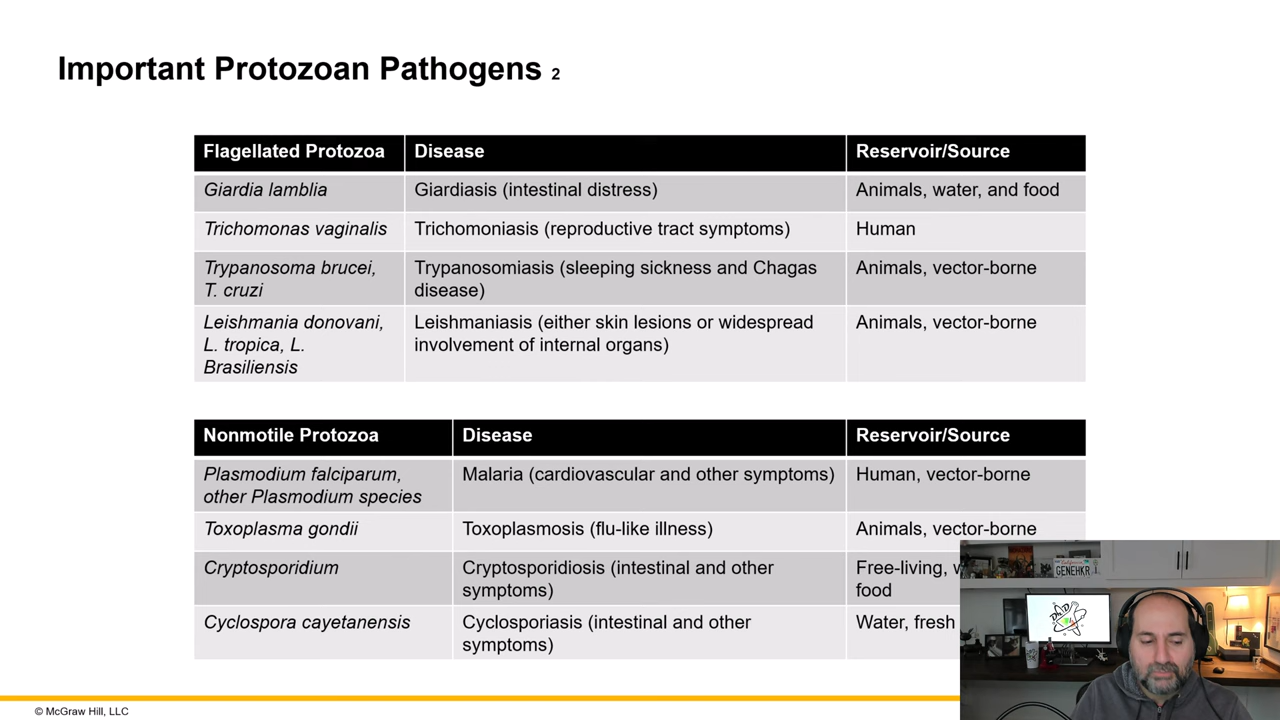 Important Protozoan Pathogens 2
Flagellated Protozoa Disease Reservoir/Source
Giardia lamblia Giardiasis (intestinal distress) Animals, water, and food
Trichomonas vaginalis Trichomoniasis (reproductive tract symptoms) Human
Trypanosoma brucei, Trypanosomiasis (sleeping sickness and Chagas Animals, vector-borne
T. cruzi disease)
Leishmania donovani, Leishmaniasis (either skin lesions or widespread Animals, vector-borne
L. tropica, L. involvement of internal organs)
Brasiliensis
Nonmotile Protozoa Disease Reservoir/Source
Plasmodium falciparum, Malaria (cardiovascular and other symptoms) Human, vector-borne
other Plasmodium species
Toxoplasma gondii Toxoplasmosis (flu-like illness) Animals, vector-borne
Cryptosporidium Cryptosporidiosis (intestinal and other Free-living,
symptoms) food
Cyclospora cayetanensis Cyclosporiasis (intestinal and other Water, fresh
symptoms)
GENEHKR
© McGraw Hill, LLC